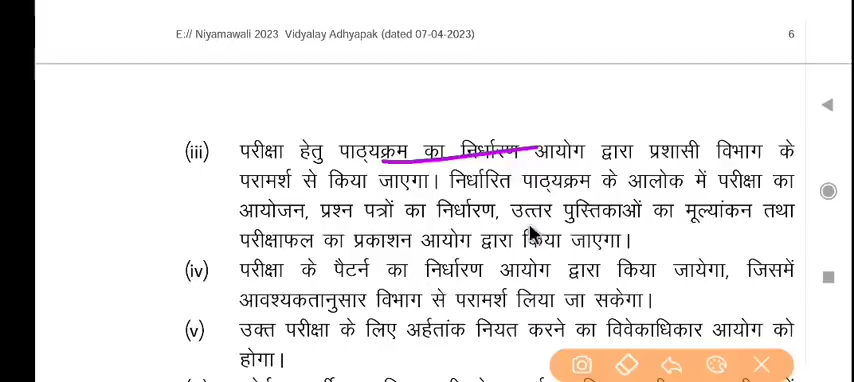 E:// Niyamawali 2023 Vidyalay Adhyapak (dated 07-04-2023) 6
(iii) परीक्षा हेतु पाठ्यक्रम का निर्धारण आयोग द्वारा प्रशासी विभाग के
परामर्श से किया जाएगा। निर्धारित पाठ्यक्रम के आलोक में परीक्षा का
आयोजन, प्रश्न पत्रों का निर्धारण, उत्तर पुस्तिकाओं का मूल्यांकन तथा
परीक्षाफल का प्रकाशन आयोग द्वारा किया जाएगा।
(iv) परीक्षा के पैटर्न का निर्धारण आयोग द्वारा किया जायेगा, जिसमें
आवश्यकतानुसार विभाग से परामर्श लिया जा सकेगा।
(v) उक्त परीक्षा के लिए अर्हतांक नियत करने का विवेकाधिकार आयोग को
होगा।